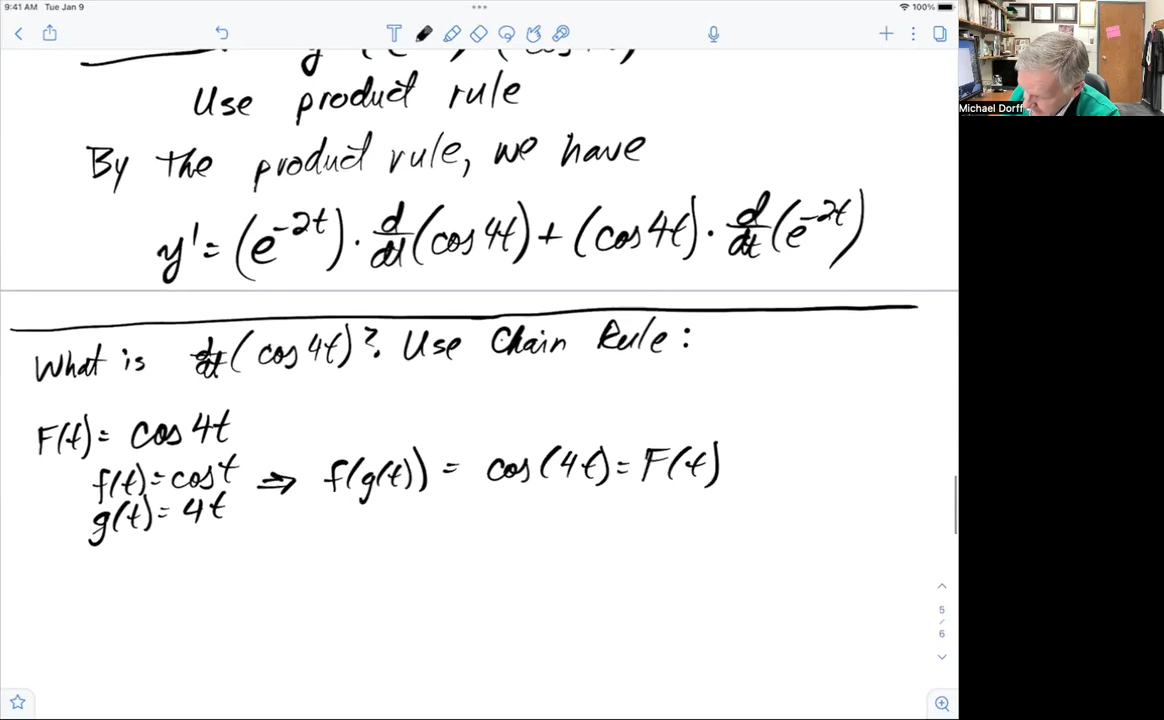 9:41 AM Tue Jan 9
100%
Michael Dorff
Use product rule
By the product rule, we have
y' = (e^{-2t}) · d/dt (cos 4t) + (cos 4t) · d/dt (e^{-2t})
What is d/dt (cos 4t)? Use Chain Rule:
F(t) = cos 4t
f(t) = cos t ⇒ f(g(t)) = cos(4t) = F(t)
g(t) = 4t
5
/
6